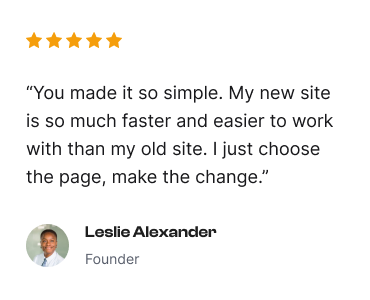 “You made it so simple. My new site
is so much faster and easier to work
with than my old site. I just choose
the page, make the change.”
Leslie Alexander
Founder